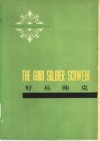 THE GOOD SOLDIER SCHWEIK
好兵帅克